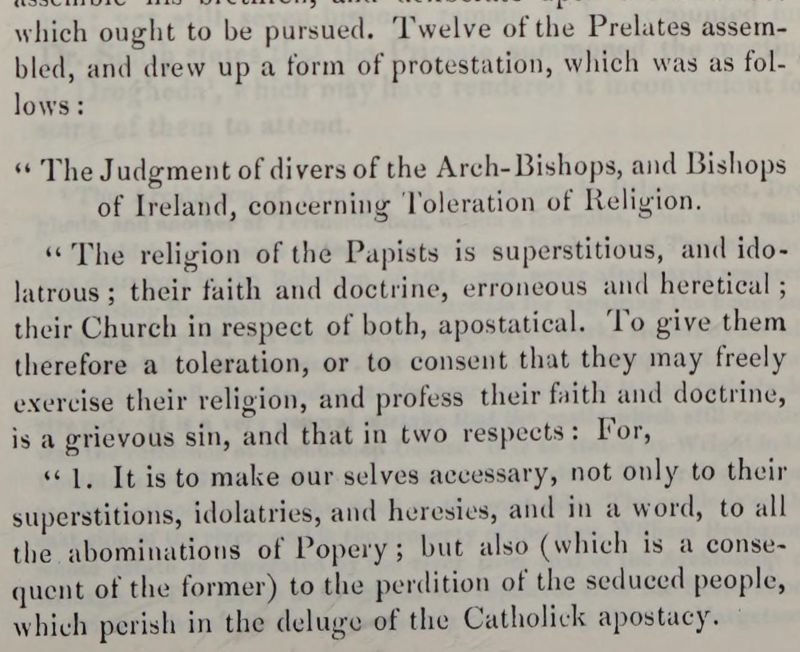 which ought to be pursued. Twelve of the Prelates assem-
bled, and drew up a form of protestation, which was as fol-
lows :
“ The Judgment of divers of the Arch-Bishops, and Bishops
of Ireland, concerning Toleration of Religion.
“ The religion of the Papists is superstitious, and ido-
latrous ; their faith and doctrine, erroneous and heretical ;
their Church in respect of both, apostatical. To give them
therefore a toleration, or to consent that they may freely
exercise their religion, and profess their faith and doctrine,
is a grievous sin, and that in two respects : For,
“ 1. It is to make our selves accessary, not only to their
superstitions, idolatries, and heresies, and in a word, to all
the abominations of Popery ; but also (which is a conse-
quent of the former) to the perdition of the seduced people,
which perish in the deluge of the Catholick apostacy.